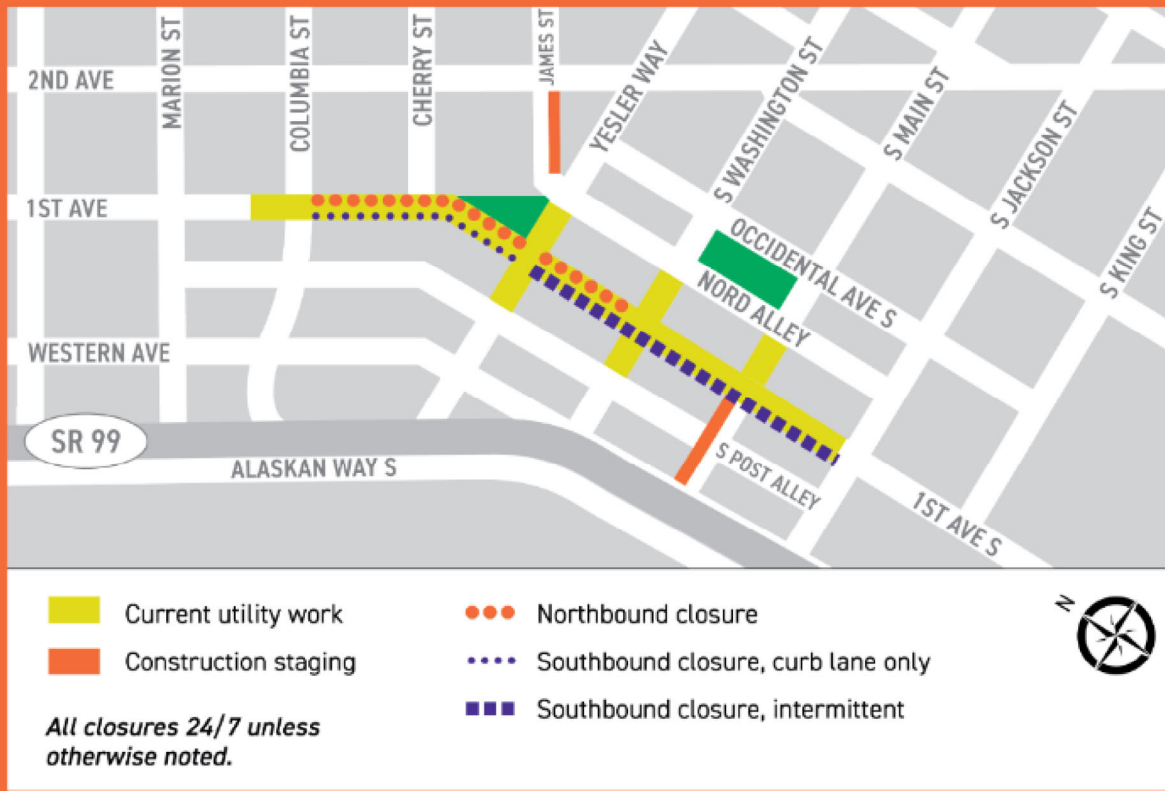 MARION ST
COLUMBIA ST
CHERRY ST
JAMES ST
YESLER WAY
S WASHINGTON ST
S MAIN ST
S JACKSON ST
S KING ST
2ND AVE
1ST AVE
OCCIDENTAL AVE S
NORD ALLEY
WESTERN AVE
SR 99
ALASKAN WAY S
S POST ALLEY
1ST AVE S
Current utility work
Construction staging
All closures 24/7 unless
otherwise noted.
Northbound closure
Southbound closure, curb lane only
Southbound closure, intermittent
N